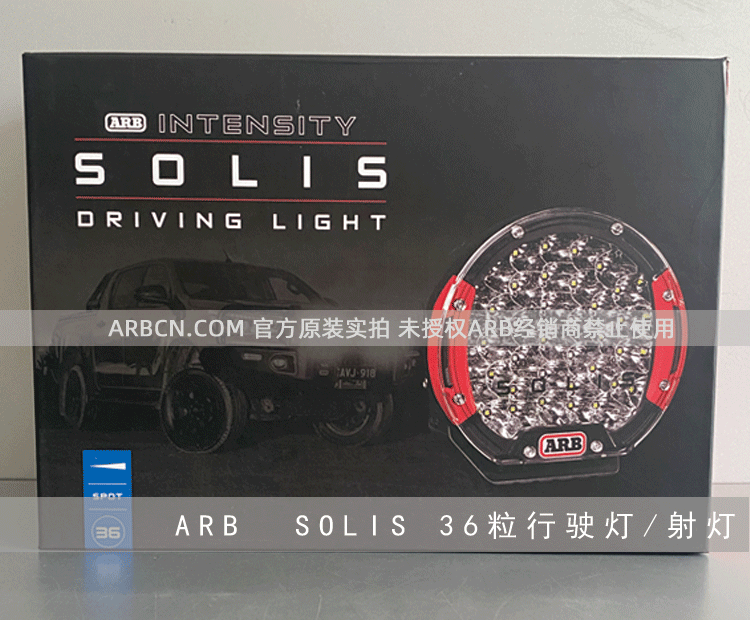 ARB INTENSITY
SOLIS
DRIVING LIGHT
ARBCN.COM 官方原装实拍 未授权ARB经销商禁止使用
AVJ·918
SOLIS
ARB
SPOT
36
ARB SOLIS 36粒行驶灯/射灯